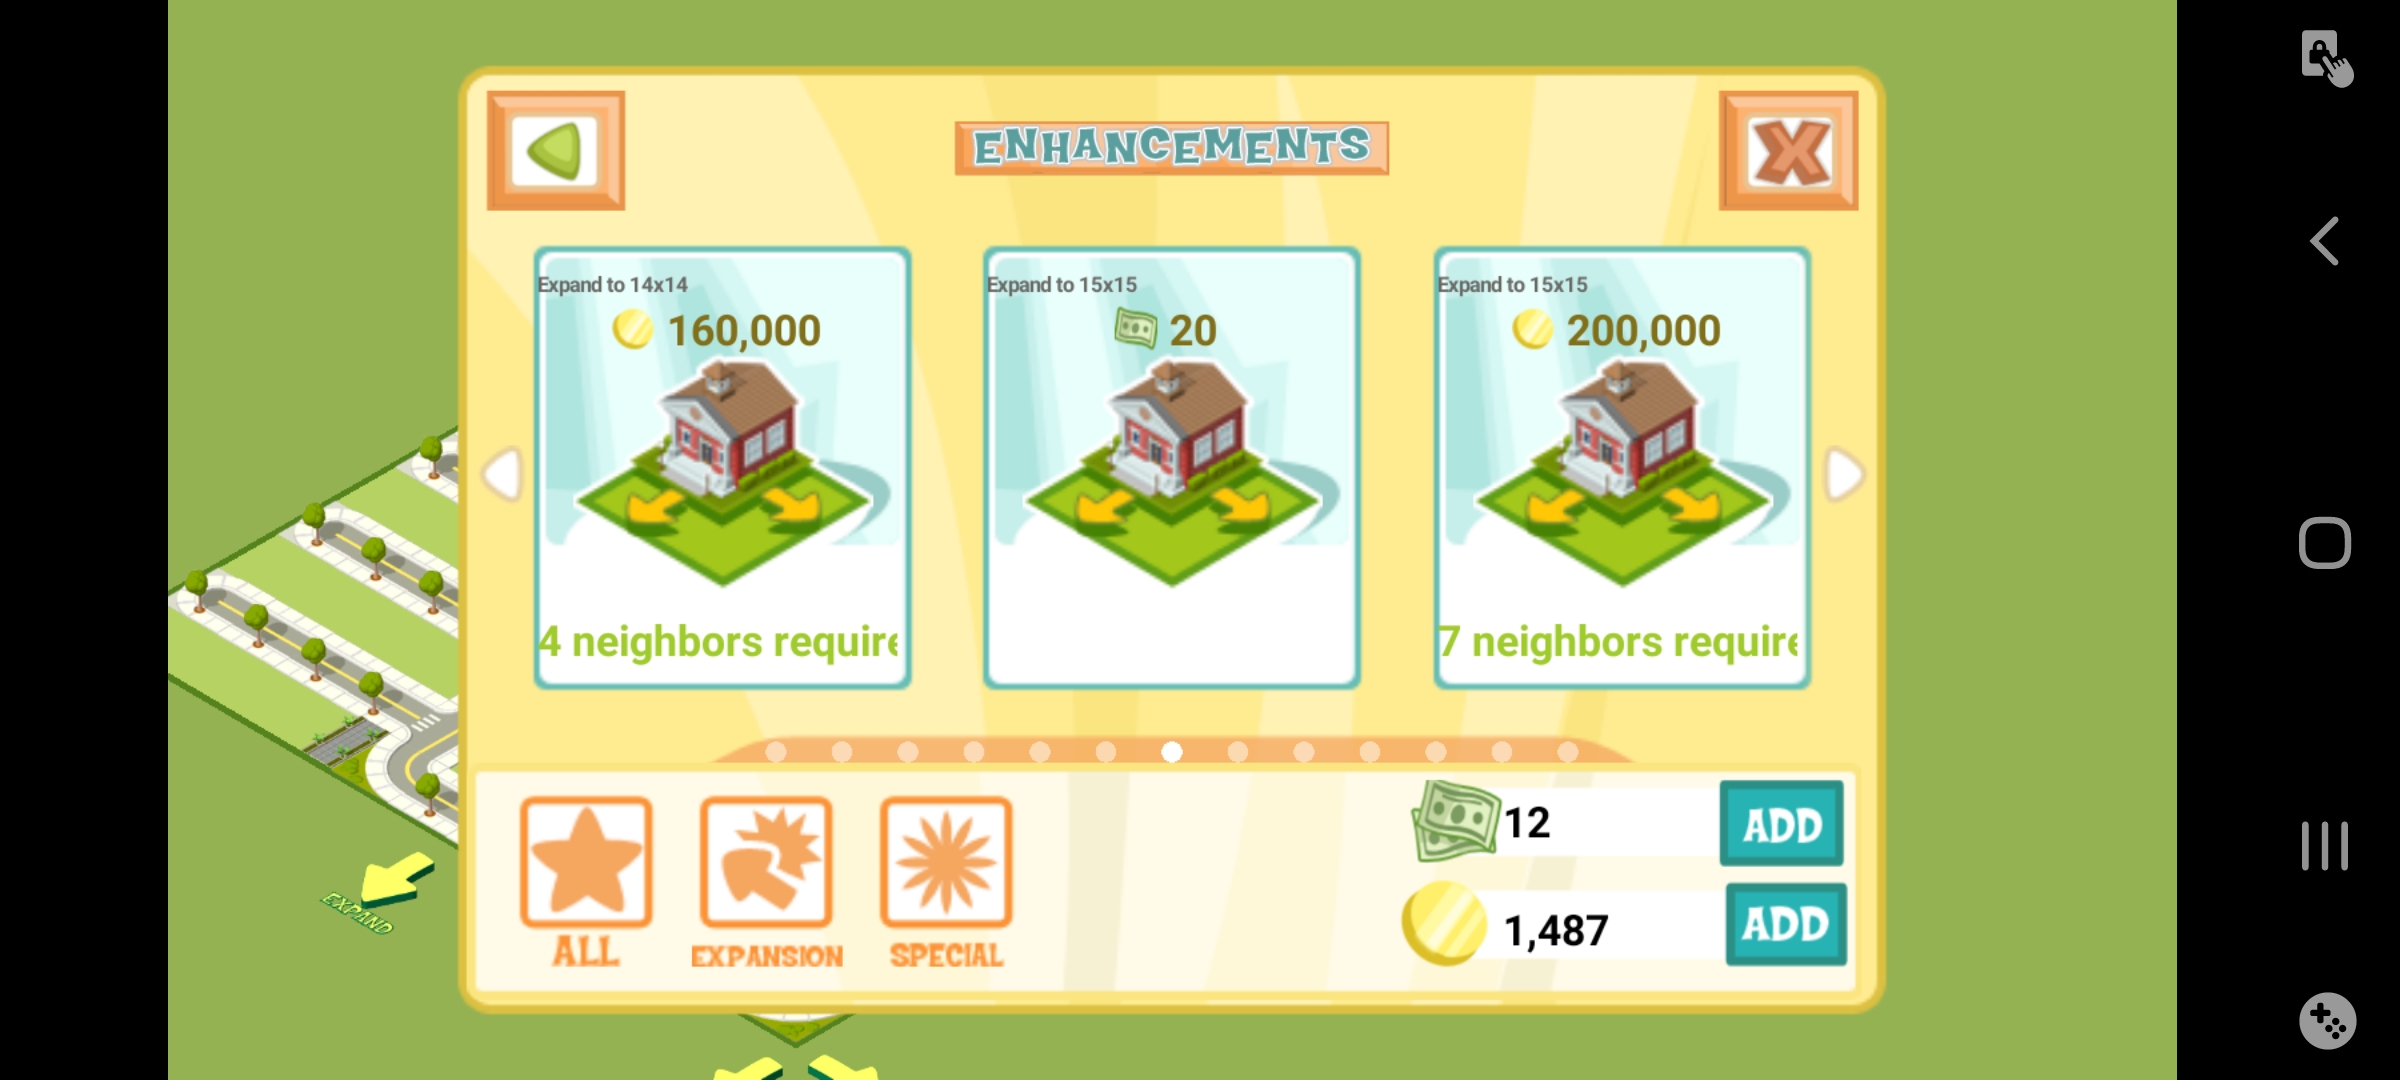 ENHANCEMENTS
Expand to 14x14
160,000
4 neighbors require
Expand to 15x15
20
Expand to 15x15
200,000
7 neighbors require
ALL
EXPANSION
SPECIAL
12
ADD
1,487
ADD
EXPAND